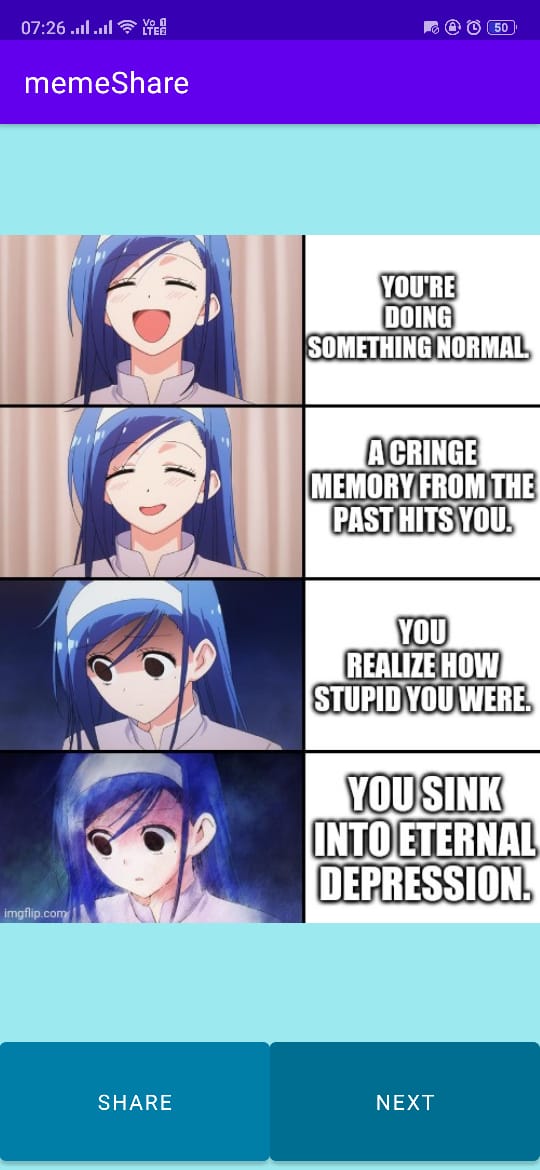 07:26
Vo LTE
50
memeShare
YOU'RE
DOING
SOMETHING NORMAL.
A CRINGE
MEMORY FROM THE
PAST HITS YOU.
YOU
REALIZE HOW
STUPID YOU WERE.
YOU SINK
INTO ETERNAL
DEPRESSION.
imgflip.com
SHARE
NEXT